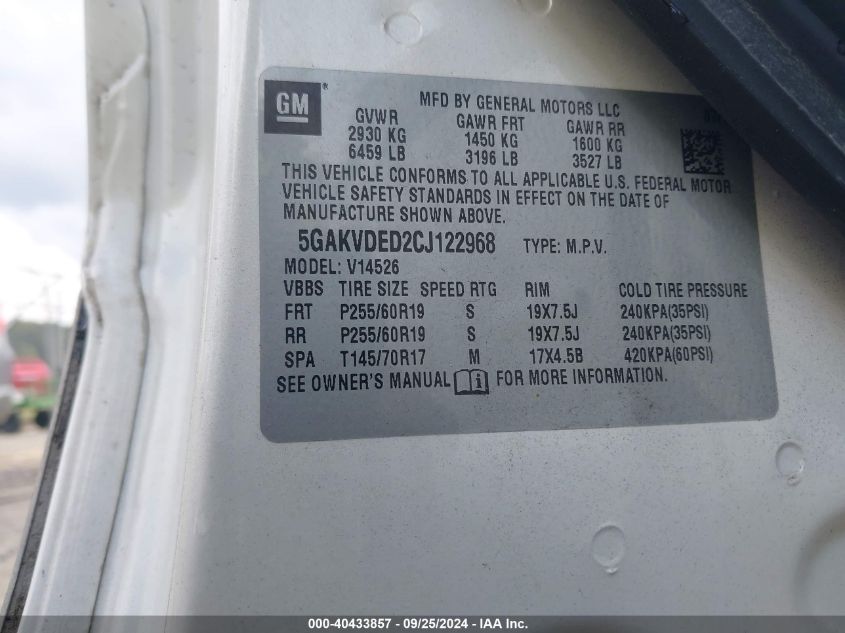 GM®
MFD BY GENERAL MOTORS LLC
GVWR GAWR FRT GAWR RR
2930 KG 1450 KG 1600 KG
6459 LB 3196 LB 3527 LB
THIS VEHICLE CONFORMS TO ALL APPLICABLE U.S. FEDERAL MOTOR
VEHICLE SAFETY STANDARDS IN EFFECT ON THE DATE OF
MANUFACTURE SHOWN ABOVE.
5GAKVDED2CJ122968 TYPE: M.P.V.
MODEL: V14526
VBBS TIRE SIZE SPEED RTG RIM COLD TIRE PRESSURE
FRT P255/60R19 S 19X7.5J 240KPA(35PSI)
RR P255/60R19 S 19X7.5J 240KPA(35PSI)
SPA T145/70R17 M 17X4.5B 420KPA(60PSI)
SEE OWNER'S MANUAL FOR MORE INFORMATION.
000-40433857 - 09/25/2024 - IAA Inc.